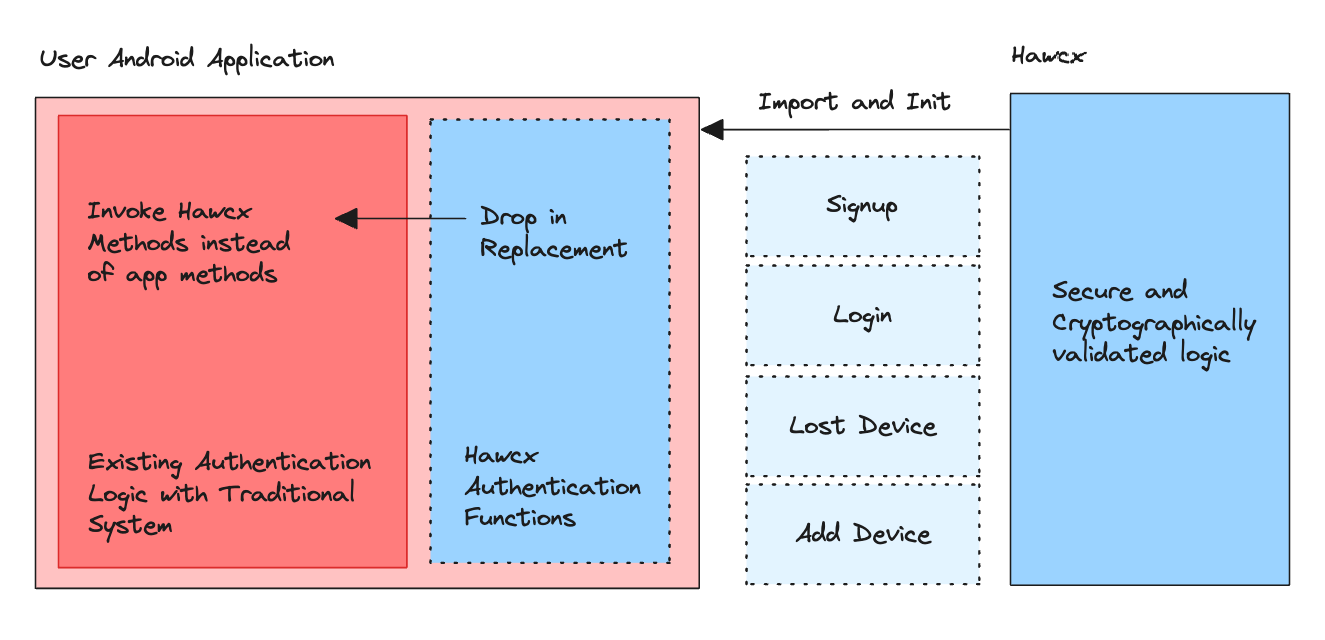 User Android Application
Hawcx
Import and Init
Invoke Hawcx
Methods instead
of app methods
Drop in
Replacement
Existing Authentication
Logic with Traditional
System
Hawcx
Authentication
Functions
Signup
Login
Lost Device
Add Device
Secure and
Cryptographically
validated logic